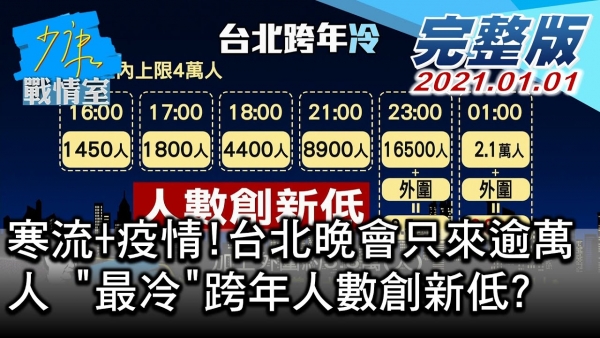 少康
戰情室
台北跨年冷
完整版
2021.01.01
內上限4萬人
16:00 17:00 18:00 21:00 23:00 01:00
1450人 1800人 4400人 8900人 16500人 2.1萬人
+ +
外圍 外圍
人數創新低
寒流+疫情!台北晚會只來逾萬
人 "最冷"跨年人數創新低?